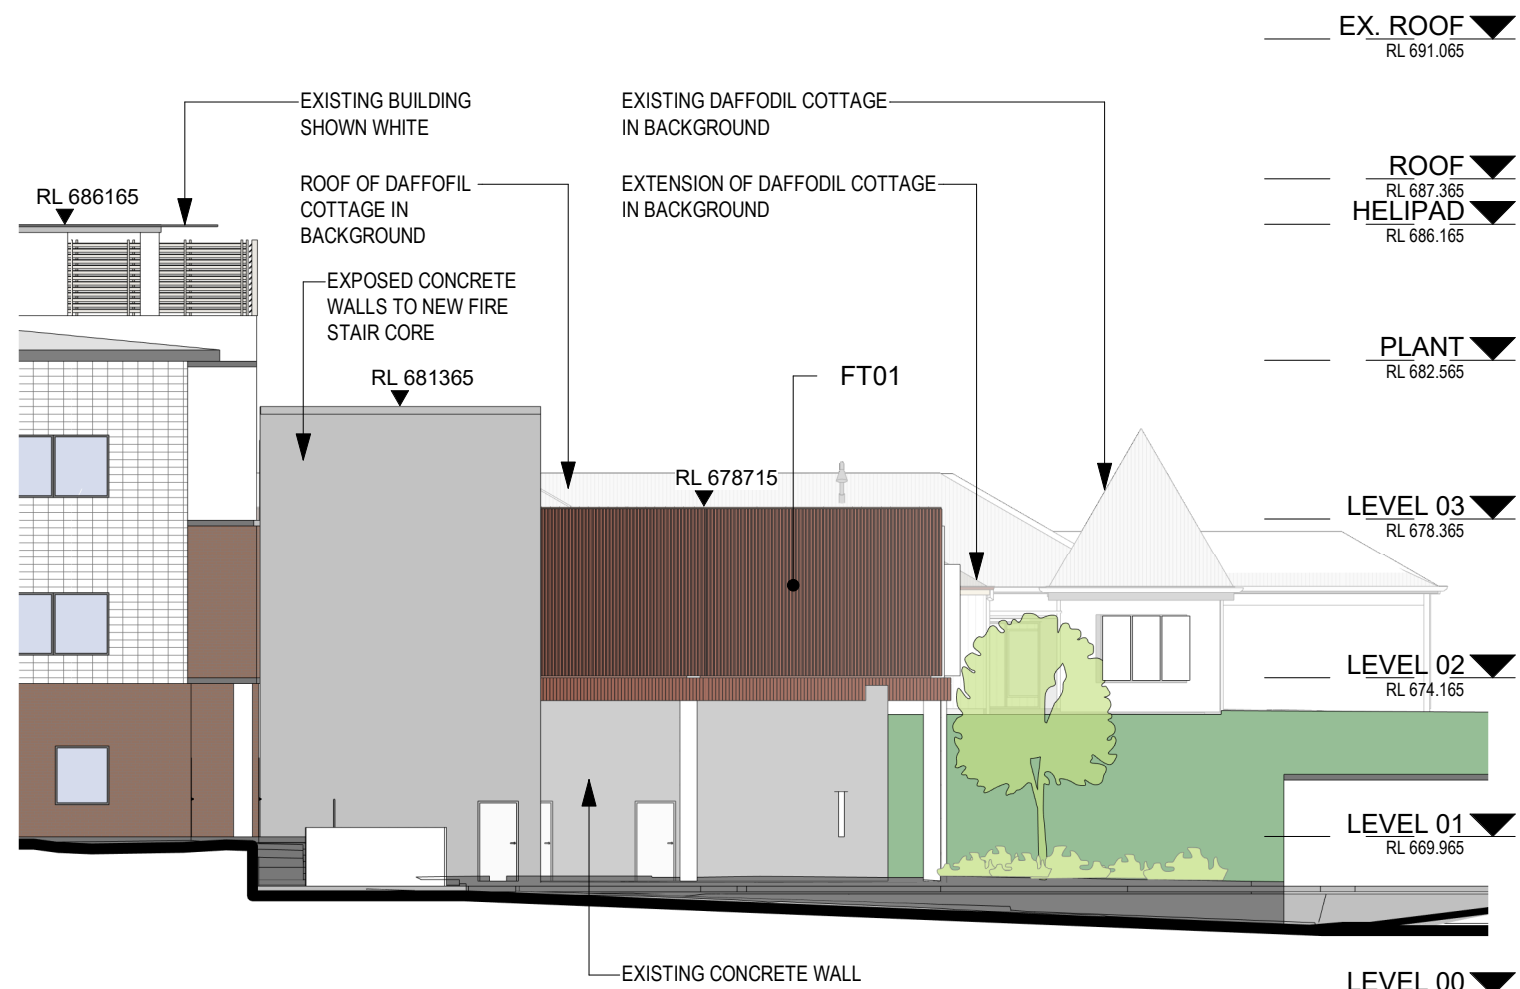 EX. ROOF
RL 691.065
EXISTING BUILDING
SHOWN WHITE
EXISTING DAFFODIL COTTAGE
IN BACKGROUND
ROOF
RL 687.365
HELIPAD
RL 686.165
RL 686165
ROOF OF DAFFOFIL
COTTAGE IN
BACKGROUND
EXTENSION OF DAFFODIL COTTAGE
IN BACKGROUND
EXPOSED CONCRETE
WALLS TO NEW FIRE
STAIR CORE
PLANT
RL 682.565
RL 681365
FT01
RL 678715
LEVEL 03
RL 678.365
LEVEL 02
RL 674.165
LEVEL 01
RL 669.965
EXISTING CONCRETE WALL
LEVEL 00